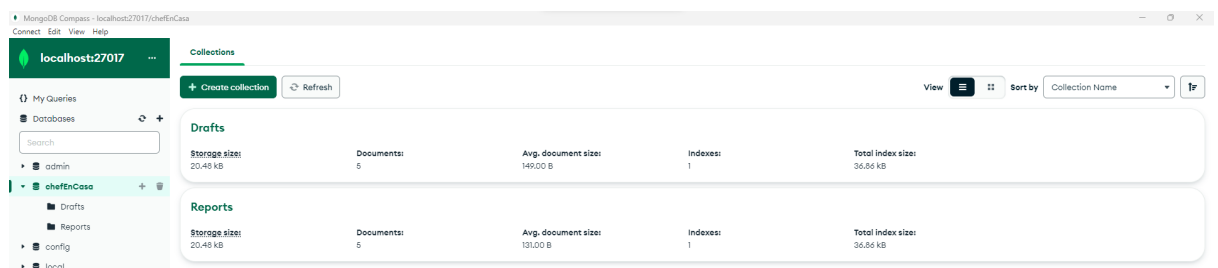 MongoDB Compass - localhost:27017/chefEnCasa
Connect Edit View Help
localhost:27017 ...
{} My Queries
Databases
Search
admin
chefEnCasa
Drafts
Reports
config
local
Collections
+ Create collection Refresh
View Sort by Collection Name
Drafts
Storage size: Documents: Avg. document size: Indexes: Total index size:
20.48 kB 5 149.00 B 1 36.86 kB
Reports
Storage size: Documents: Avg. document size: Indexes: Total index size:
20.48 kB 5 131.00 B 1 36.86 kB